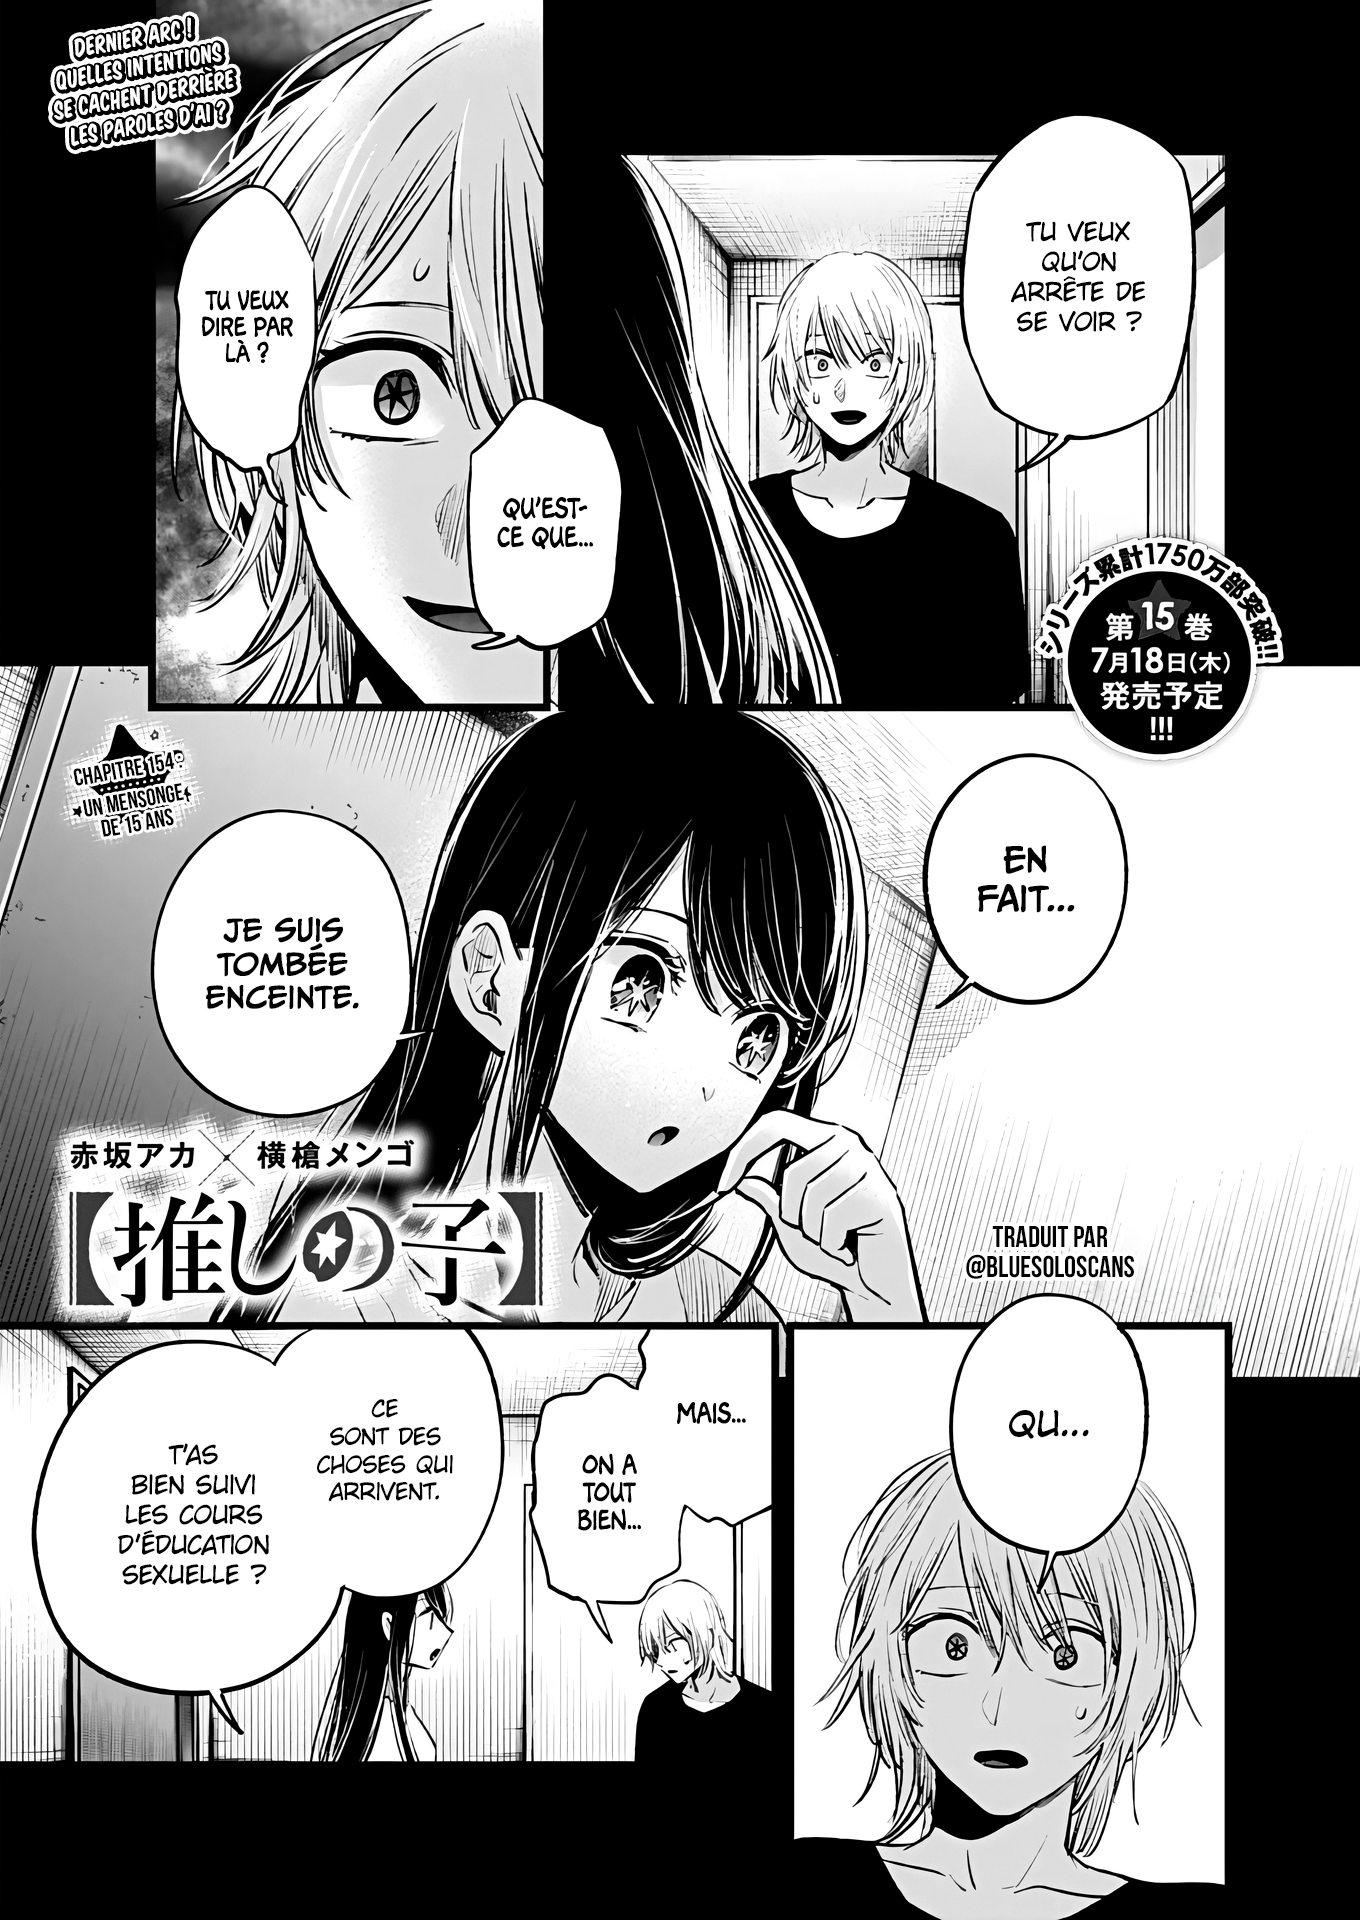 DERNIER ARC !
QUELLES INTENTIONS
SE CACHENT DERRIÈRE
LES PAROLES D'AI ?
TU VEUX
QU'ON
ARRÊTE DE
SE VOIR ?
QU'EST-
CE QUE...
TU VEUX
DIRE PAR
LÀ ?
シリーズ累計1750万部突破!!
第15巻
7月18日(木)
発売予定
!!!
CHAPITRE 154 :
UN MENSONGE
DE 15 ANS
EN
FAIT...
JE SUIS
TOMBÉE
ENCEINTE.
赤坂アカ × 横槍メンゴ
【推しの子】
TRADUIT PAR
@BLUESOLOSCANS
QU...
MAIS...
ON A
TOUT
BIEN...
CE
SONT DES
CHOSES QUI
ARRIVENT.
T'AS
BIEN SUIVI
LES COURS
D'ÉDUCATION
SEXUELLE ?